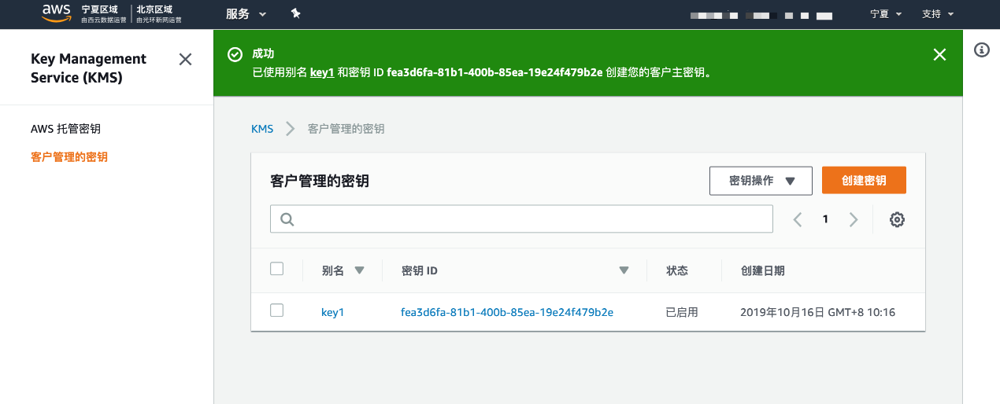 aws 宁夏区域 北京区域
由西云数据运营 由光环新网运营
服务
宁夏
支持
Key Management
Service (KMS)
AWS 托管密钥
客户管理的密钥
成功
已使用别名 key1 和密钥 ID fea3d6fa-81b1-400b-85ea-19e24f479b2e 创建您的客户主密钥。
KMS 客户管理的密钥
客户管理的密钥
密钥操作
创建密钥
1
别名 密钥 ID 状态 创建日期
key1 fea3d6fa-81b1-400b-85ea-19e24f479b2e 已启用 2019年10月16日 GMT+8 10:16